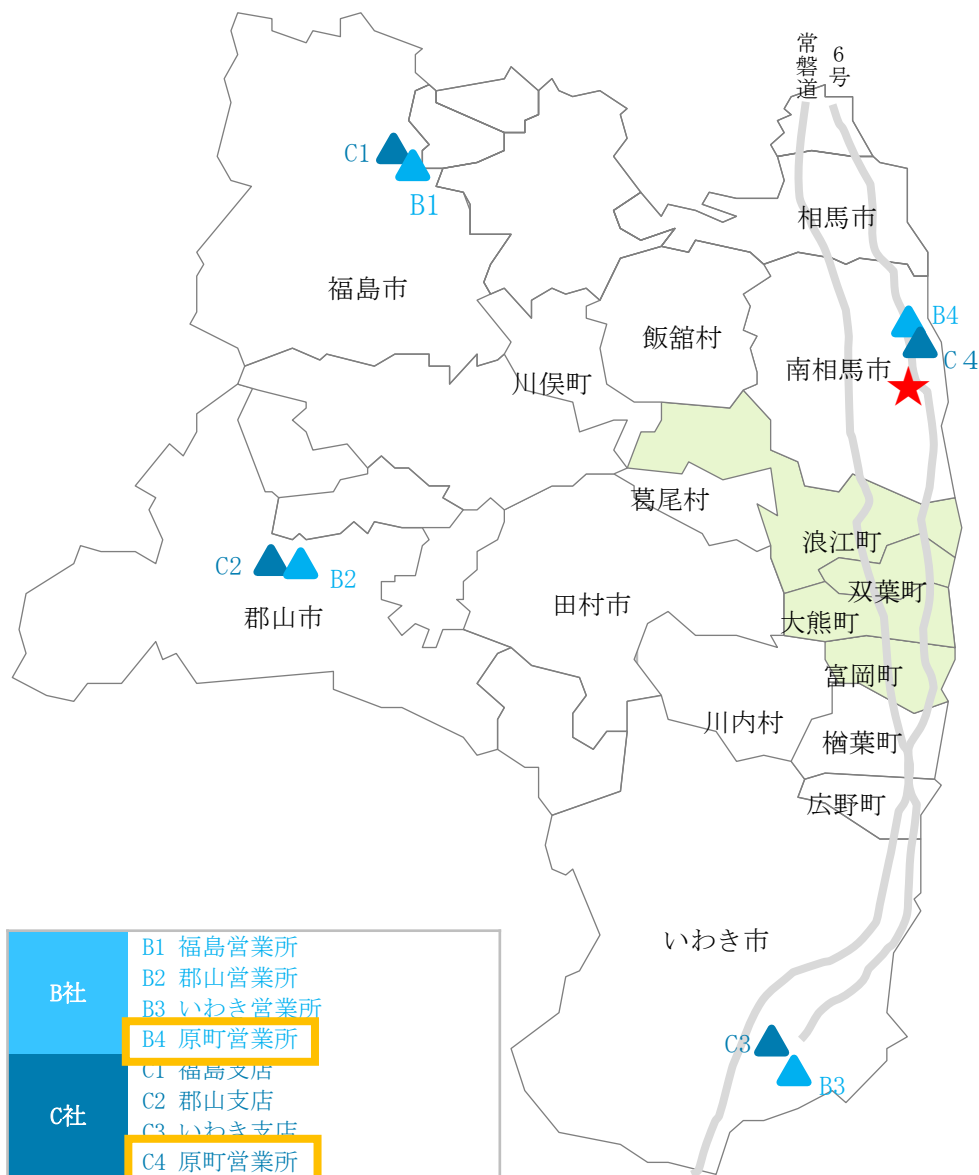 常磐道
6号
C1
B1
相馬市
福島市
B4
飯舘村
C４
南相馬市
川俣町
葛尾村
浪江町
C2
B2
双葉町
田村市
郡山市
大熊町
富岡町
川内村
楢葉町
広野町
いわき市
C3
B3
B社
B1 福島営業所
B2 郡山営業所
B3 いわき営業所
B4 原町営業所
C社
C1 福島支店
C2 郡山支店
C3 いわき支店
C4 原町営業所